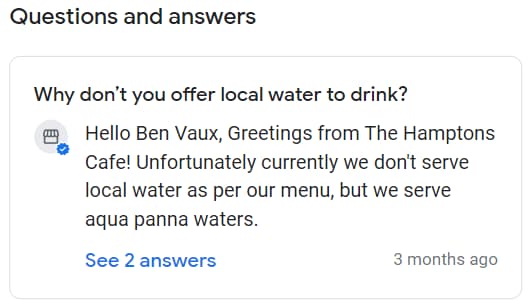 Questions and answers
Why don't you offer local water to drink?
Hello Ben Vaux, Greetings from The Hamptons
Cafe! Unfortunately currently we don't serve
local water as per our menu, but we serve
aqua panna waters.
See 2 answers
3 months ago